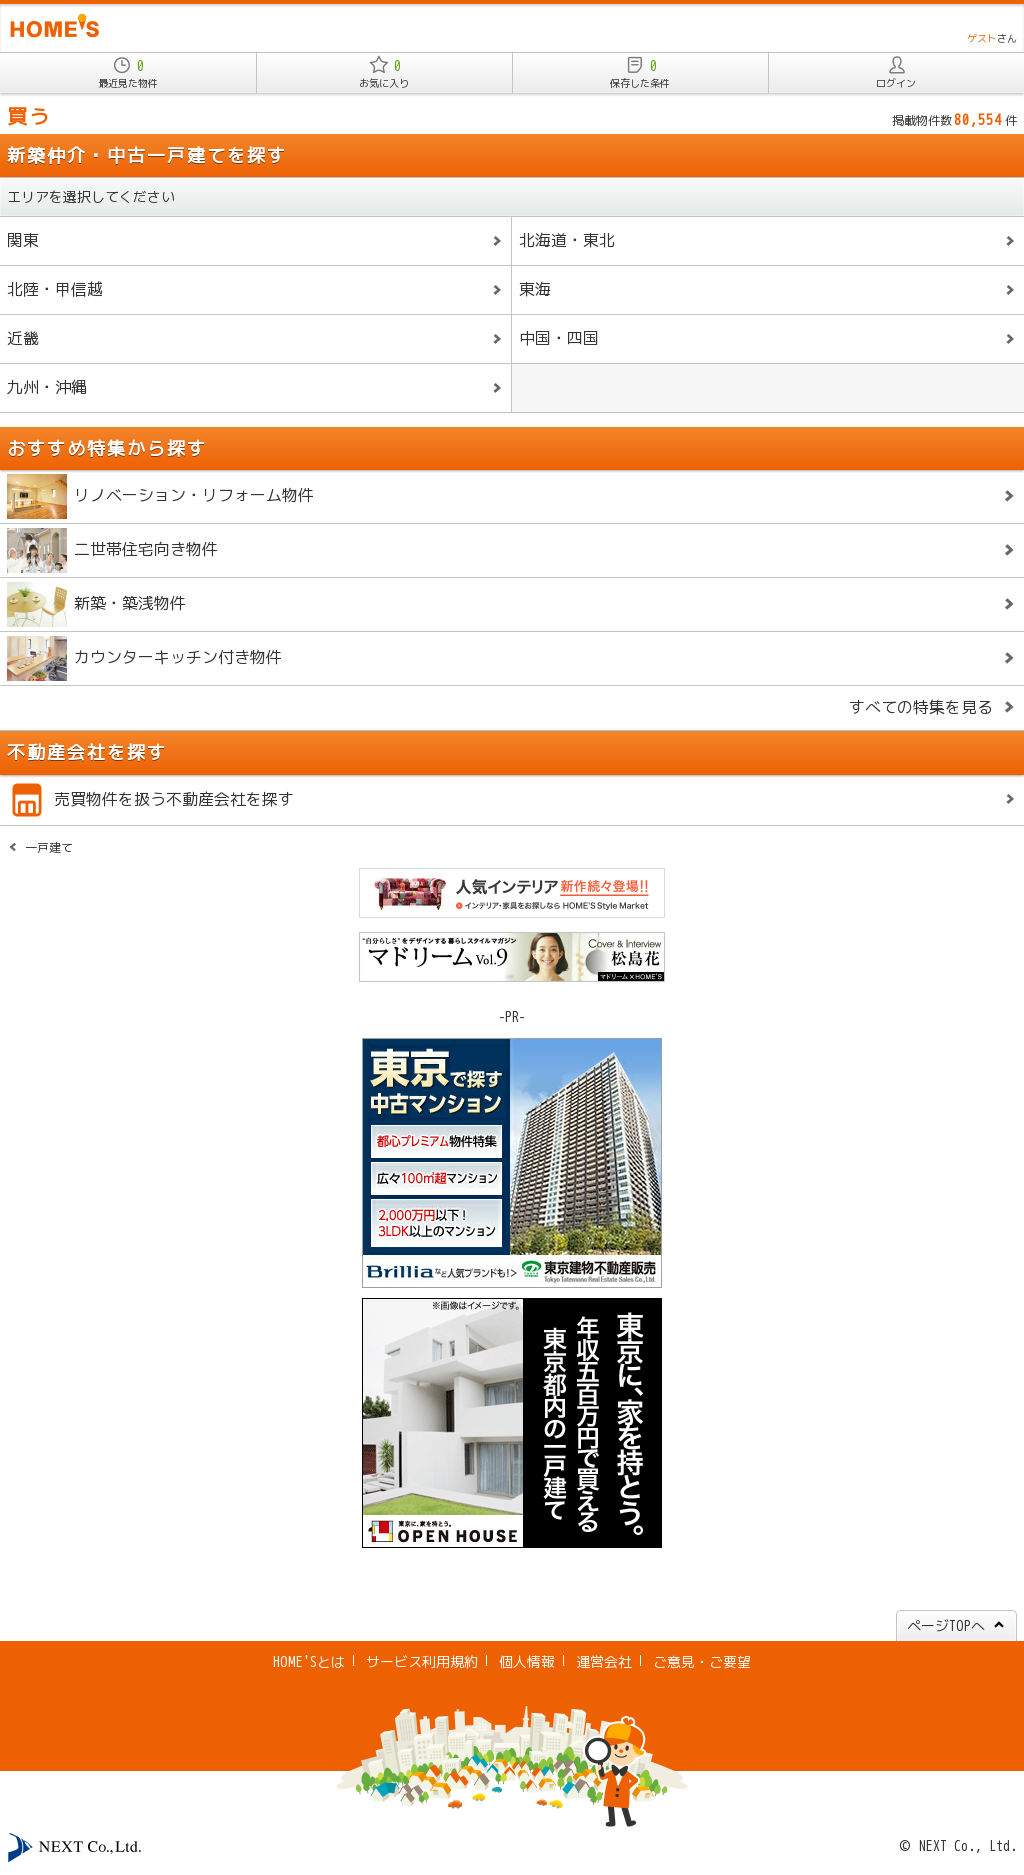 HOME'S
ゲストさん
0
最近見た物件
0
お気に入り
0
保存した条件
ログイン
買う
掲載物件数80,554件
新築仲介・中古一戸建てを探す
エリアを選択してください
関東
北海道・東北
北陸・甲信越
東海
近畿
中国・四国
九州・沖縄
おすすめ特集から探す
リノベーション・リフォーム物件
二世帯住宅向き物件
新築・築浅物件
カウンターキッチン付き物件
すべての特集を見る
不動産会社を探す
売買物件を扱う不動産会社を探す
一戸建て
人気インテリア新作続々登場!!
インテリア・家具をお探しなら HOME'S Style Market
"自分らしさ"をデザインする暮らしスタイルマガジン
マドリーム Vol.9
Cover & Interview
松島花
マドリーム×HOME'S
-PR-
東京で探す
中古マンション
都心プレミアム物件特集
広々100㎡超マンション
2,000万円以下！
3LDK以上のマンション
Brilliaなど人気ブランドも!>
東京建物不動産販売
Tokyo Tatemono Real Estate Sales Co.,Ltd.
※画像はイメージです。
東京に、家を持とう。
年収五百万円で買える
東京都内の一戸建て
東京に、家を持とう。
OPEN HOUSE
ページTOPへ
HOME'Sとは
サービス利用規約
個人情報
運営会社
ご意見・ご要望
NEXT Co.,Ltd.
© NEXT Co., Ltd.